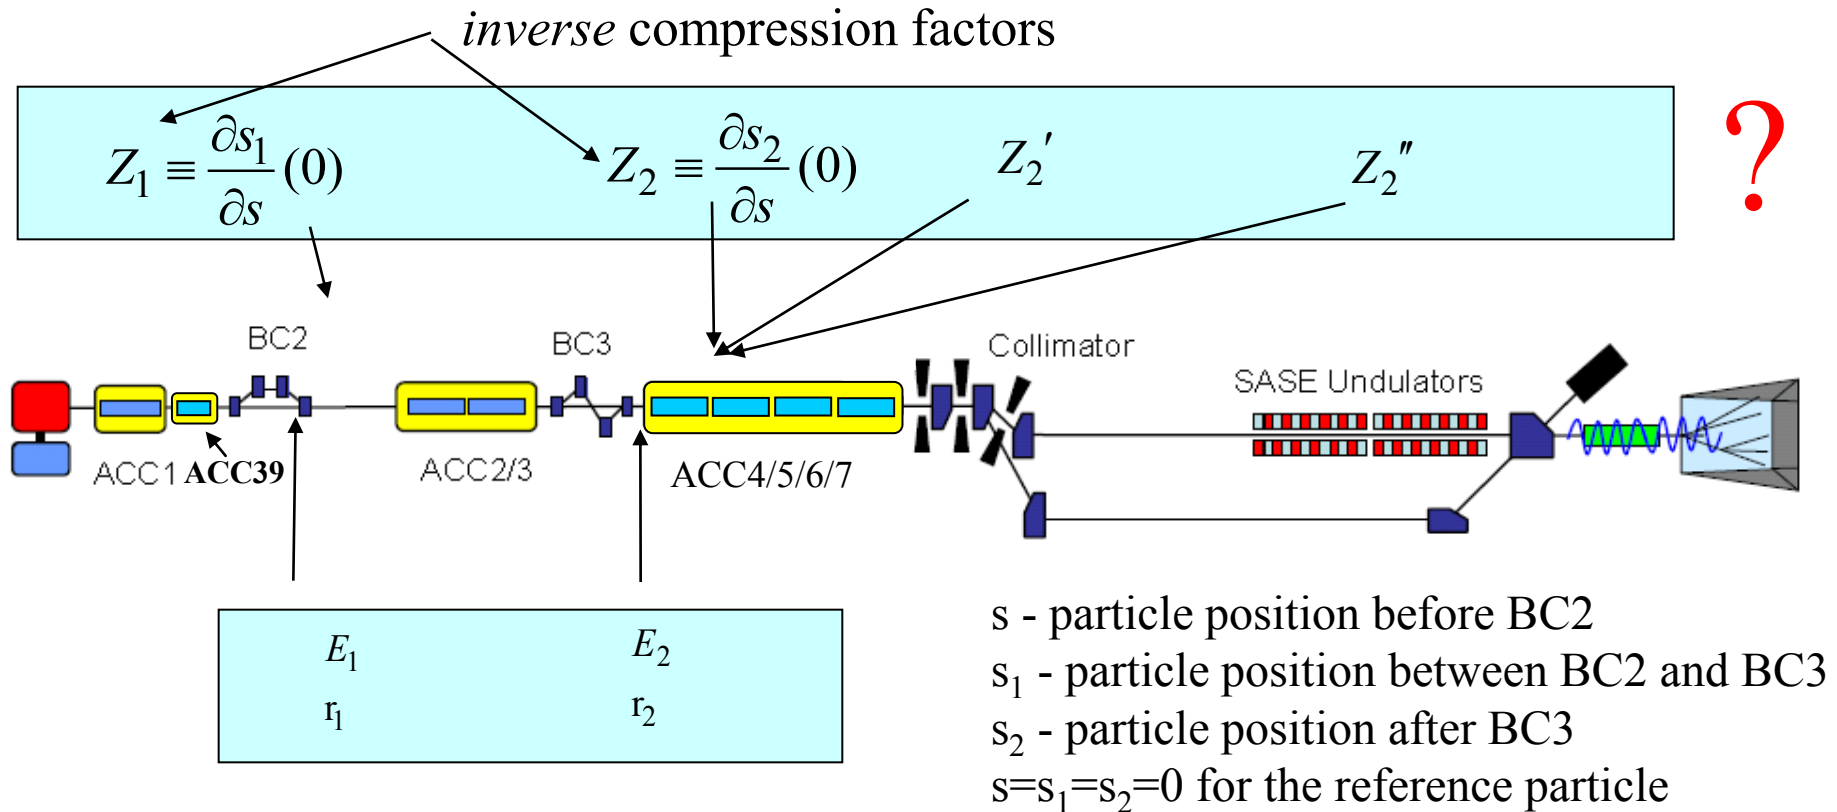 inverse compression factors
Z₁ ≡ ∂s₁/∂s (0) Z₂ ≡ ∂s₂/∂s (0) Z₂′ Z₂″ ?
BC2 BC3 Collimator
SASE Undulators
ACC1 ACC39 ACC2/3 ACC4/5/6/7
E₁ E₂
r₁ r₂
s - particle position before BC2
s₁ - particle position between BC2 and BC3
s₂ - particle position after BC3
s=s₁=s₂=0 for the reference particle